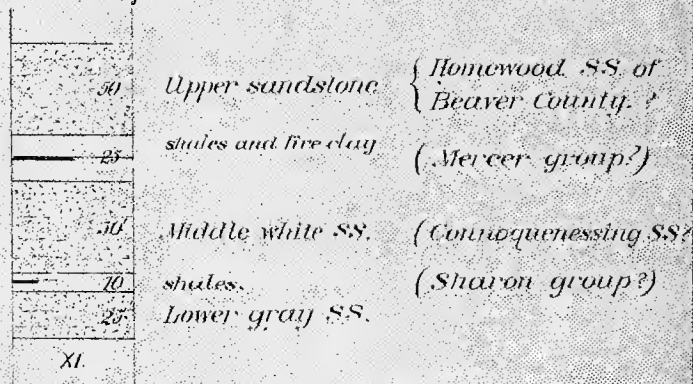 50 Upper sandstone { Homewood SS. of
Beaver County. ?
25 shales and fire clay (Mercer group?)
50 Middle white SS. (Connoquenessing SS?
10 shales. (Sharon group?)
25 Lower gray SS.
XI.